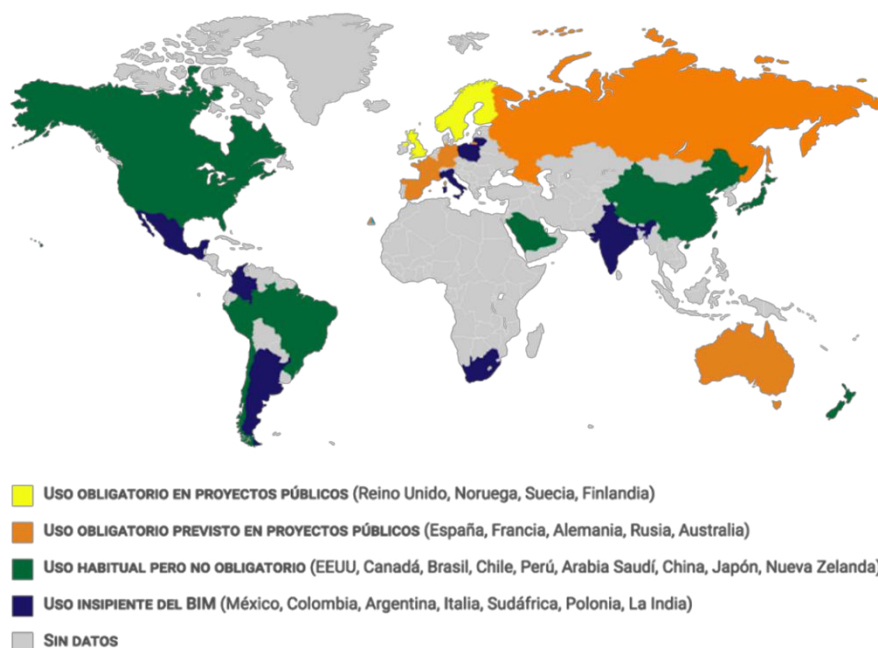 USO OBLIGATORIO EN PROYECTOS PÚBLICOS (Reino Unido, Noruega, Suecia, Finlandia)
USO OBLIGATORIO PREVISTO EN PROYECTOS PÚBLICOS (España, Francia, Alemania, Rusia, Australia)
USO HABITUAL PERO NO OBLIGATORIO (EEUU, Canadá, Brasil, Chile, Perú, Arabia Saudí, China, Japón, Nueva Zelanda)
USO INSIPIENTE DEL BIM (México, Colombia, Argentina, Italia, Sudáfrica, Polonia, La India)
SIN DATOS